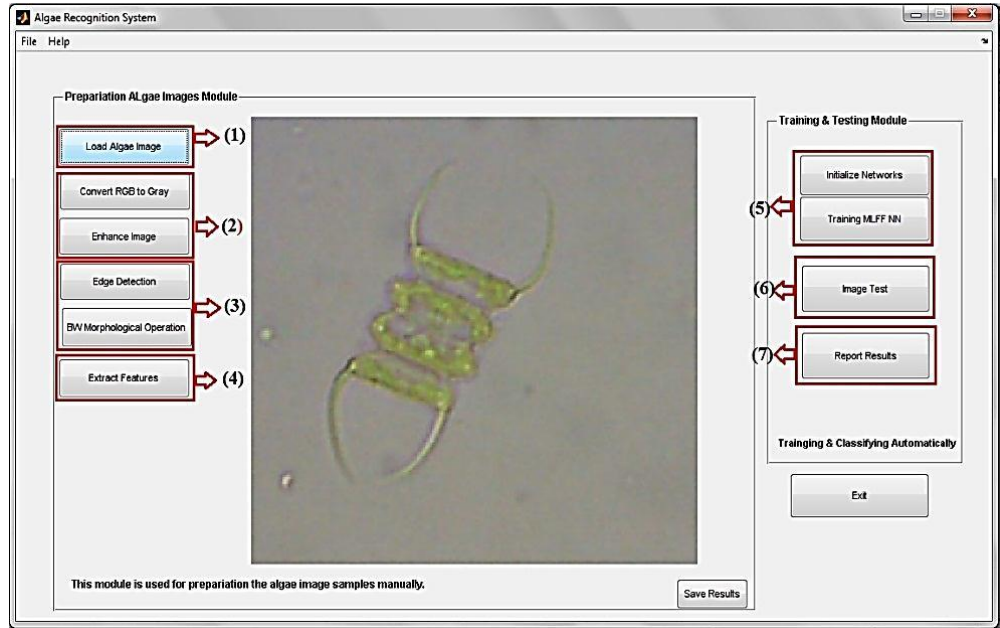 Algae Recognition System
File Help
Prepariation ALgae Images Module
Load Algae Image
(1)
Convert RGB to Gray
Enhance Image
(2)
Edge Detection
BW Morphological Operation
(3)
Extract Features
(4)
This module is used for prepariation the algae image samples manually.
Save Results
Training & Testing Module
Initialize Networks
Training MLFF NN
(5)
Image Test
(6)
Report Results
(7)
Trainging & Classifying Automatically
Exit